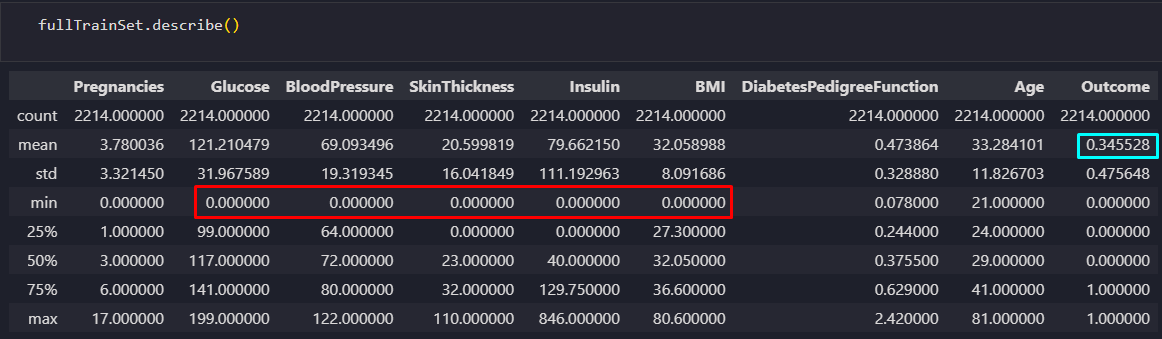 fullTrainSet.describe()
Pregnancies Glucose BloodPressure SkinThickness Insulin BMI DiabetesPedigreeFunction Age Outcome
count 2214.000000 2214.000000 2214.000000 2214.000000 2214.000000 2214.000000 2214.000000 2214.000000 2214.000000
mean 3.780036 121.210479 69.093496 20.599819 79.662150 32.058988 0.473864 33.284101 0.345528
std 3.321450 31.967589 19.319345 16.041849 111.192963 8.091686 0.328880 11.826703 0.475648
min 0.000000 0.000000 0.000000 0.000000 0.000000 0.000000 0.078000 21.000000 0.000000
25% 1.000000 99.000000 64.000000 0.000000 0.000000 27.300000 0.244000 24.000000 0.000000
50% 3.000000 117.000000 72.000000 23.000000 40.000000 32.050000 0.375500 29.000000 0.000000
75% 6.000000 141.000000 80.000000 32.000000 129.750000 36.600000 0.629000 41.000000 1.000000
max 17.000000 199.000000 122.000000 110.000000 846.000000 80.600000 2.420000 81.000000 1.000000